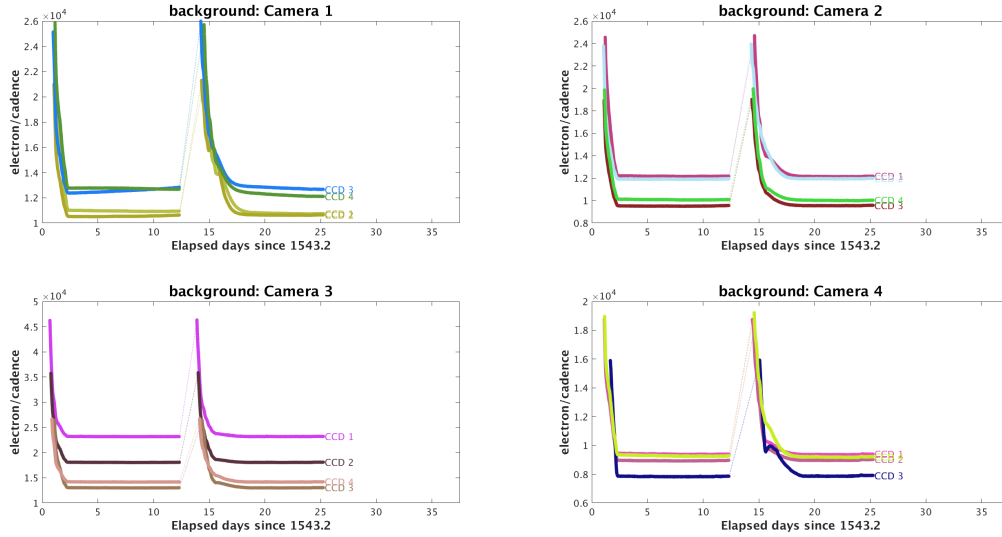 background: Camera 1
×10⁴
2.6
2.4
2.2
2
1.8
1.6
1.4
1.2
1
electron/cadence
CCD 3
CCD 4
CCD 1
0 5 10 15 20 25 30 35
Elapsed days since 1543.2
background: Camera 2
×10⁴
2.6
2.4
2.2
2
1.8
1.6
1.4
1.2
1
0.8
electron/cadence
CCD 1
CCD 4
CCD 3
0 5 10 15 20 25 30 35
Elapsed days since 1543.2
background: Camera 3
×10⁴
5
4.5
4
3.5
3
2.5
2
1.5
1
electron/cadence
CCD 1
CCD 2
CCD 4
CCD 3
0 5 10 15 20 25 30 35
Elapsed days since 1543.2
background: Camera 4
×10⁴
2
1.8
1.6
1.4
1.2
1
0.8
0.6
electron/cadence
CCD 1
CCD 2
CCD 3
0 5 10 15 20 25 30 35
Elapsed days since 1543.2